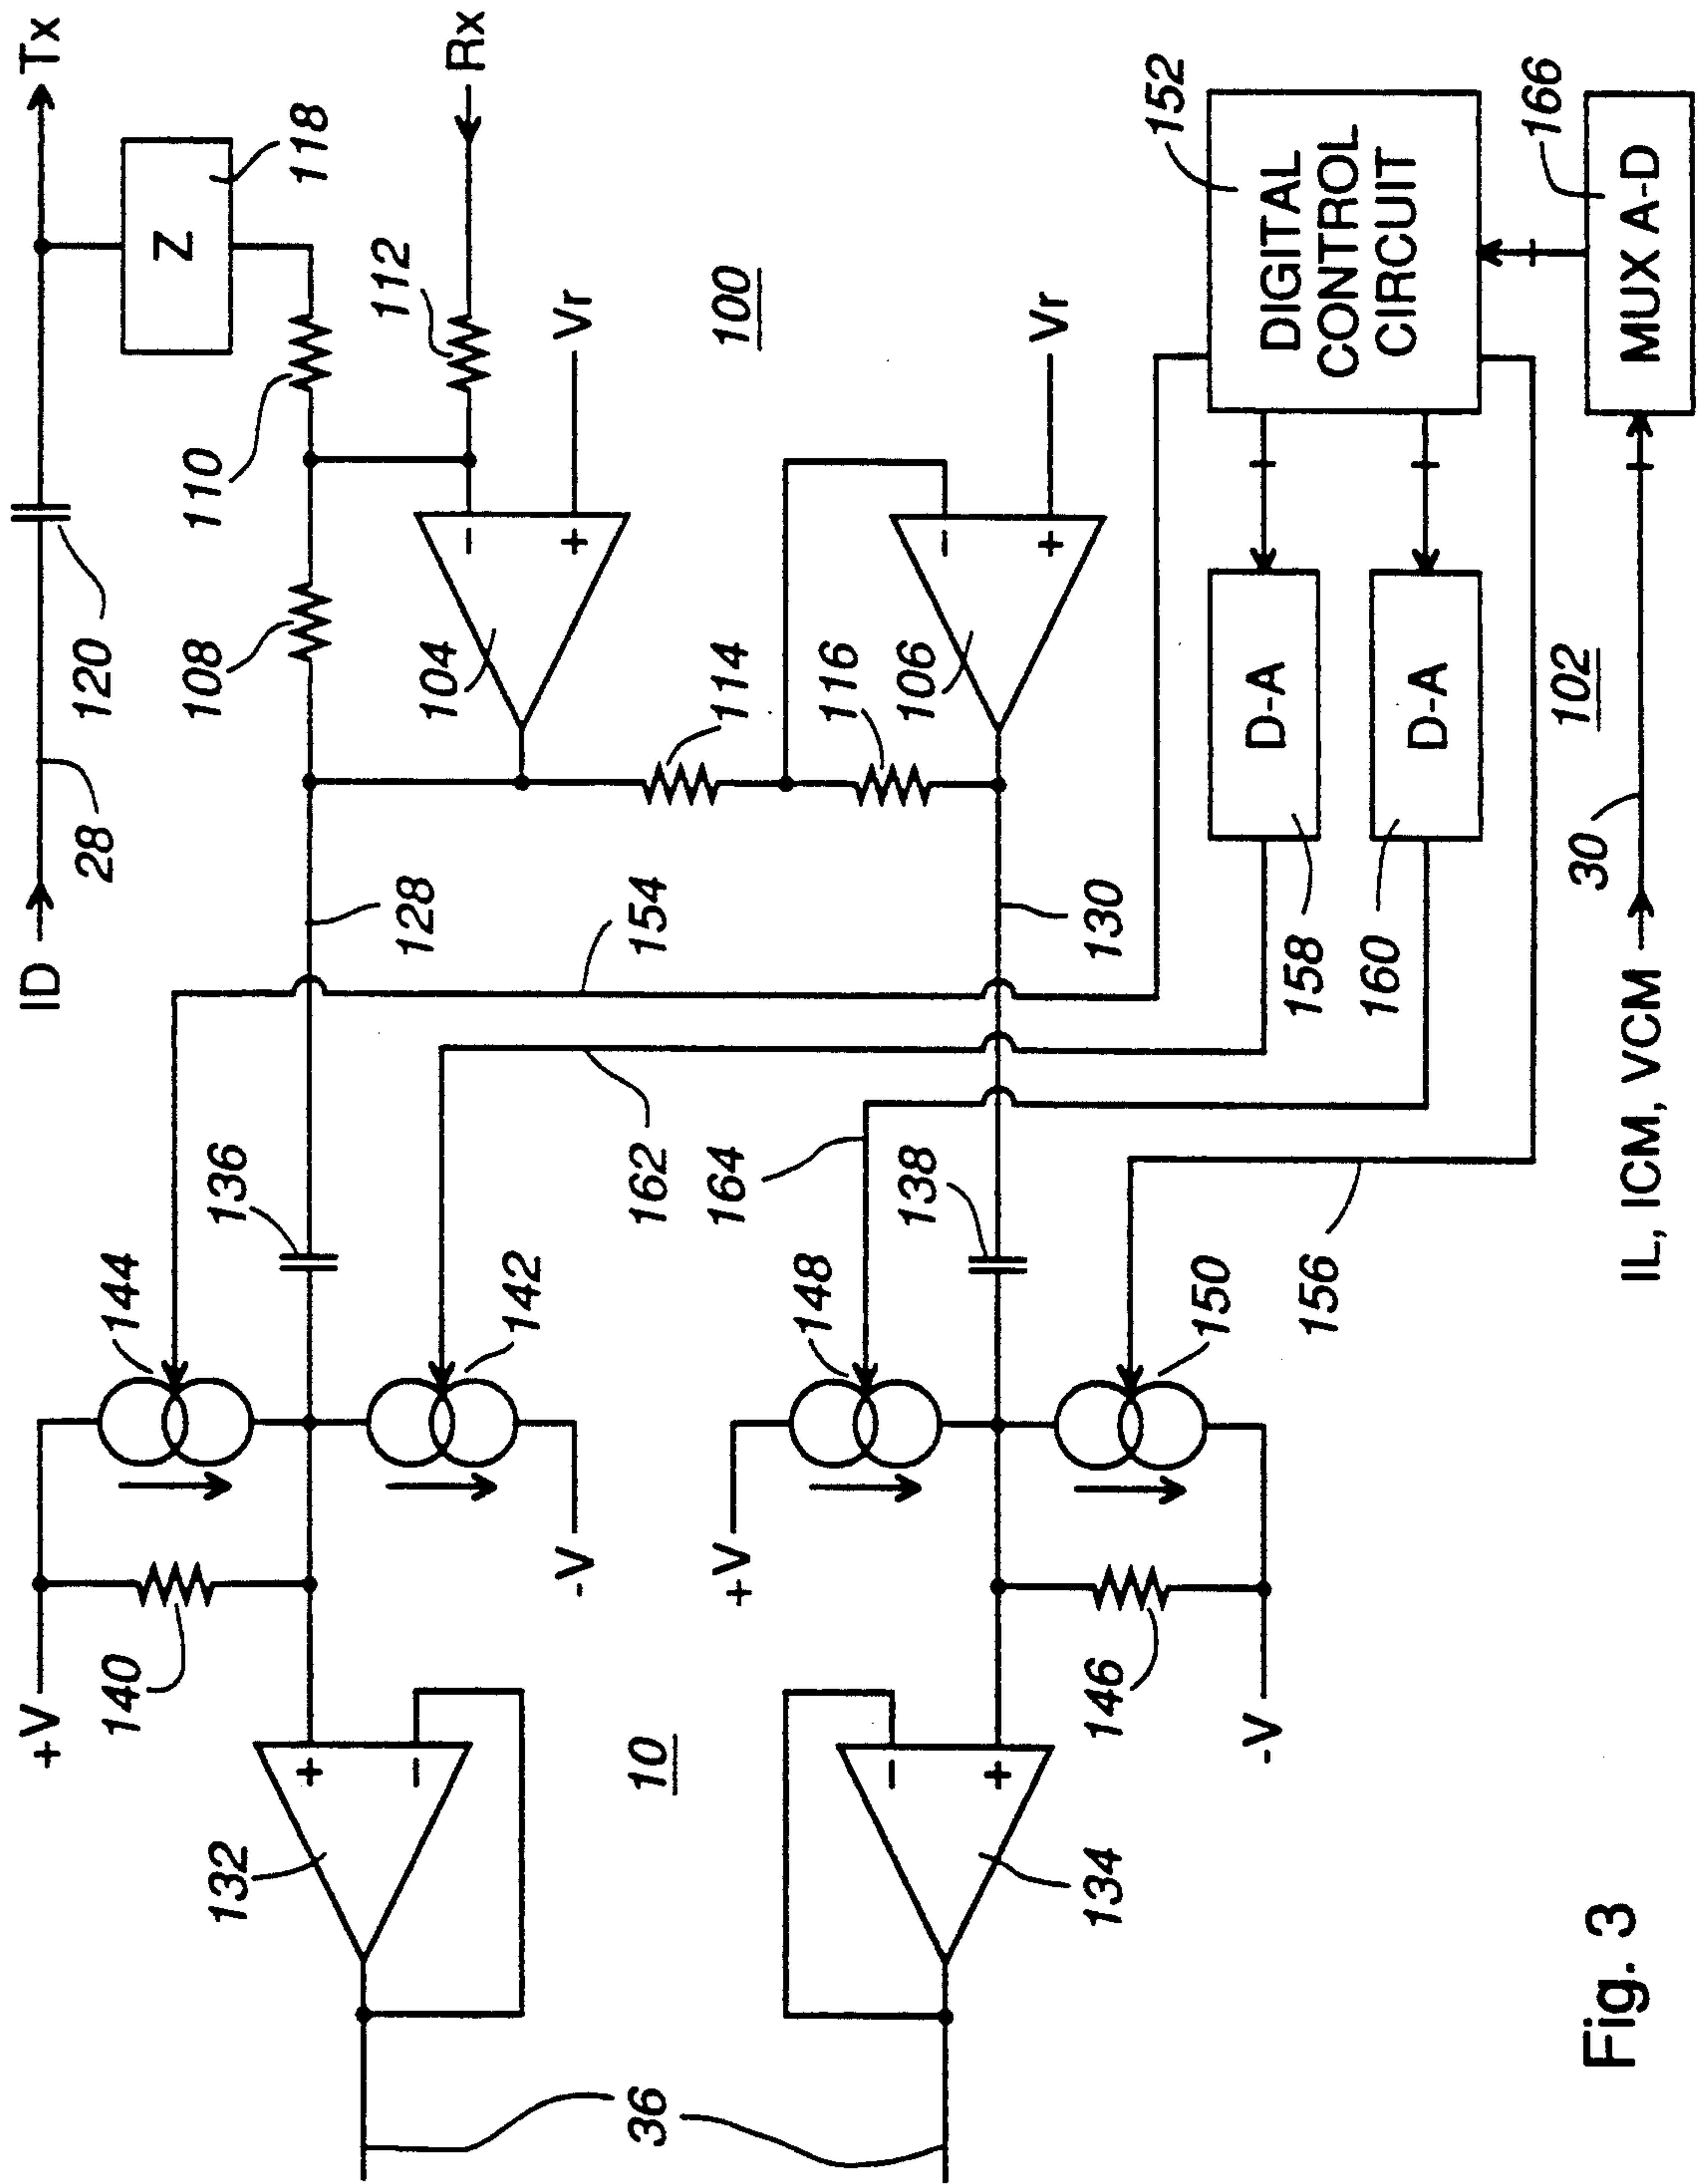 ID
28
120
Tx
118
Z
110
112
Rx
108
104
Vr
-
+
100
114
116
106
Vr
-
+
128
130
154
162
164
136
138
144
142
148
150
156
+V
140
-V
+V
146
-V
132
+
-
10
134
-
+
36
152
DIGITAL
CONTROL
CIRCUIT
D-A
158
D-A
160
102
166
MUX A-D
30
IL, ICM, VCM
Fig. 3